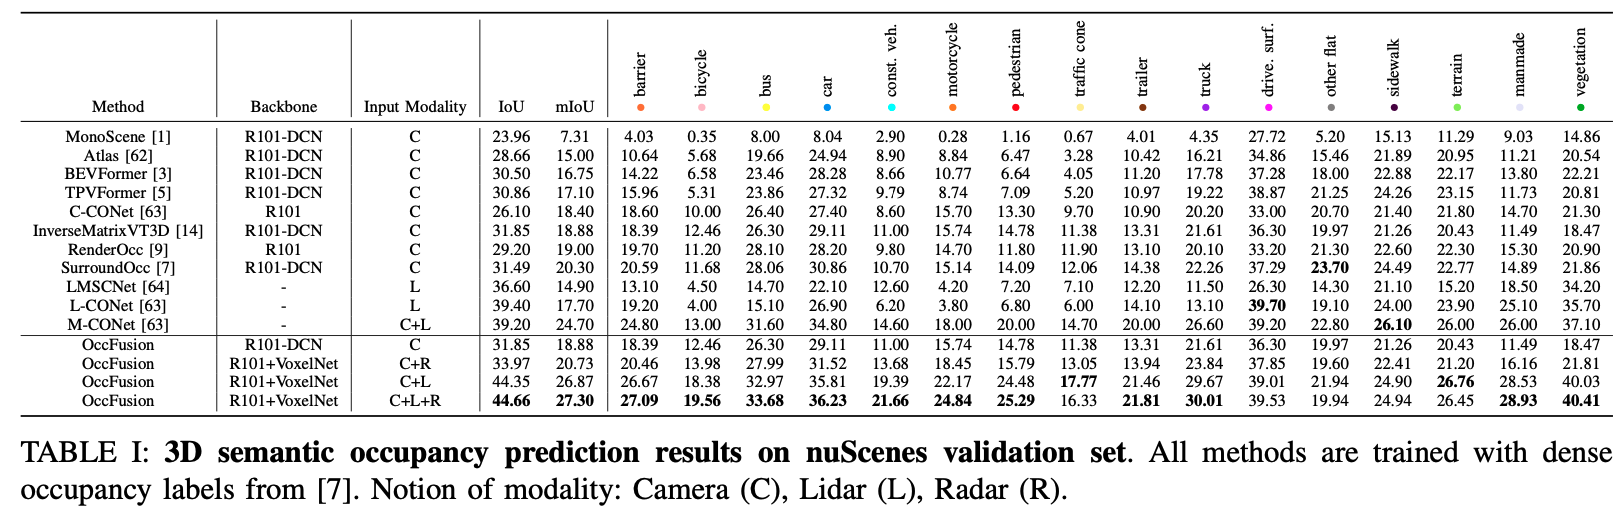 barrier bicycle bus car const. veh. motorcycle pedestrian traffic cone trailer truck drive. surf. other flat sidewalk terrain manmade vegetation
Method Backbone Input Modality IoU mIoU
MonoScene [1] R101-DCN C 23.96 7.31 4.03 0.35 8.00 8.04 2.90 0.28 1.16 0.67 4.01 4.35 27.72 5.20 15.13 11.29 9.03 14.86
Atlas [62] R101-DCN C 28.66 15.00 10.64 5.68 19.66 24.94 8.90 8.84 6.47 3.28 10.42 16.21 34.86 15.46 21.89 20.95 11.21 20.54
BEVFormer [3] R101-DCN C 30.50 16.75 14.22 6.58 23.46 28.28 8.66 10.77 6.64 4.05 11.20 17.78 37.28 18.00 22.88 22.17 13.80 22.21
TPVFormer [5] R101-DCN C 30.86 17.10 15.96 5.31 23.86 27.32 9.79 8.74 7.09 5.20 10.97 19.22 38.87 21.25 24.26 23.15 11.73 20.81
C-CONet [63] R101 C 26.10 18.40 18.60 10.00 26.40 27.40 8.60 15.70 13.30 9.70 10.90 20.20 33.00 20.70 21.40 21.80 14.70 21.30
InverseMatrixVT3D [14] R101-DCN C 31.85 18.88 18.39 12.46 26.30 29.11 11.00 15.74 14.78 11.38 13.31 21.61 36.30 19.97 21.26 20.43 11.49 18.47
RenderOcc [9] R101 C 29.20 19.00 19.70 11.20 28.10 28.20 9.80 14.70 11.80 11.90 13.10 20.10 33.20 21.30 22.60 22.30 15.30 20.90
SurroundOcc [7] R101-DCN C 31.49 20.30 20.59 11.68 28.06 30.86 10.70 15.14 14.09 12.06 14.38 22.26 37.29 23.70 24.49 22.77 14.89 21.86
LMSCNet [64] - L 36.60 14.90 13.10 4.50 14.70 22.10 12.60 4.20 7.20 7.10 12.20 11.50 26.30 14.30 21.10 15.20 18.50 34.20
L-CONet [63] - L 39.40 17.70 19.20 4.00 15.10 26.90 6.20 3.80 6.80 6.00 14.10 13.10 39.70 19.10 24.00 23.90 25.10 35.70
M-CONet [63] - C+L 39.20 24.70 24.80 13.00 31.60 34.80 14.60 18.00 20.00 14.70 20.00 26.60 39.20 22.80 26.10 26.00 26.00 37.10
OccFusion R101-DCN C 31.85 18.88 18.39 12.46 26.30 29.11 11.00 15.74 14.78 11.38 13.31 21.61 36.30 19.97 21.26 20.43 11.49 18.47
OccFusion R101+VoxelNet C+R 33.97 20.73 20.46 13.98 27.99 31.52 13.68 18.45 15.79 13.05 13.94 23.84 37.85 19.60 22.41 21.20 16.16 21.81
OccFusion R101+VoxelNet C+L 44.35 26.87 26.67 18.38 32.97 35.81 19.39 22.17 24.48 17.77 21.46 29.67 39.01 21.94 24.90 26.76 28.53 40.03
OccFusion R101+VoxelNet C+L+R 44.66 27.30 27.09 19.56 33.68 36.23 21.66 24.84 25.29 16.33 21.81 30.01 39.53 19.94 24.94 26.45 28.93 40.41
TABLE I: 3D semantic occupancy prediction results on nuScenes validation set. All methods are trained with dense
occupancy labels from [7]. Notion of modality: Camera (C), Lidar (L), Radar (R).